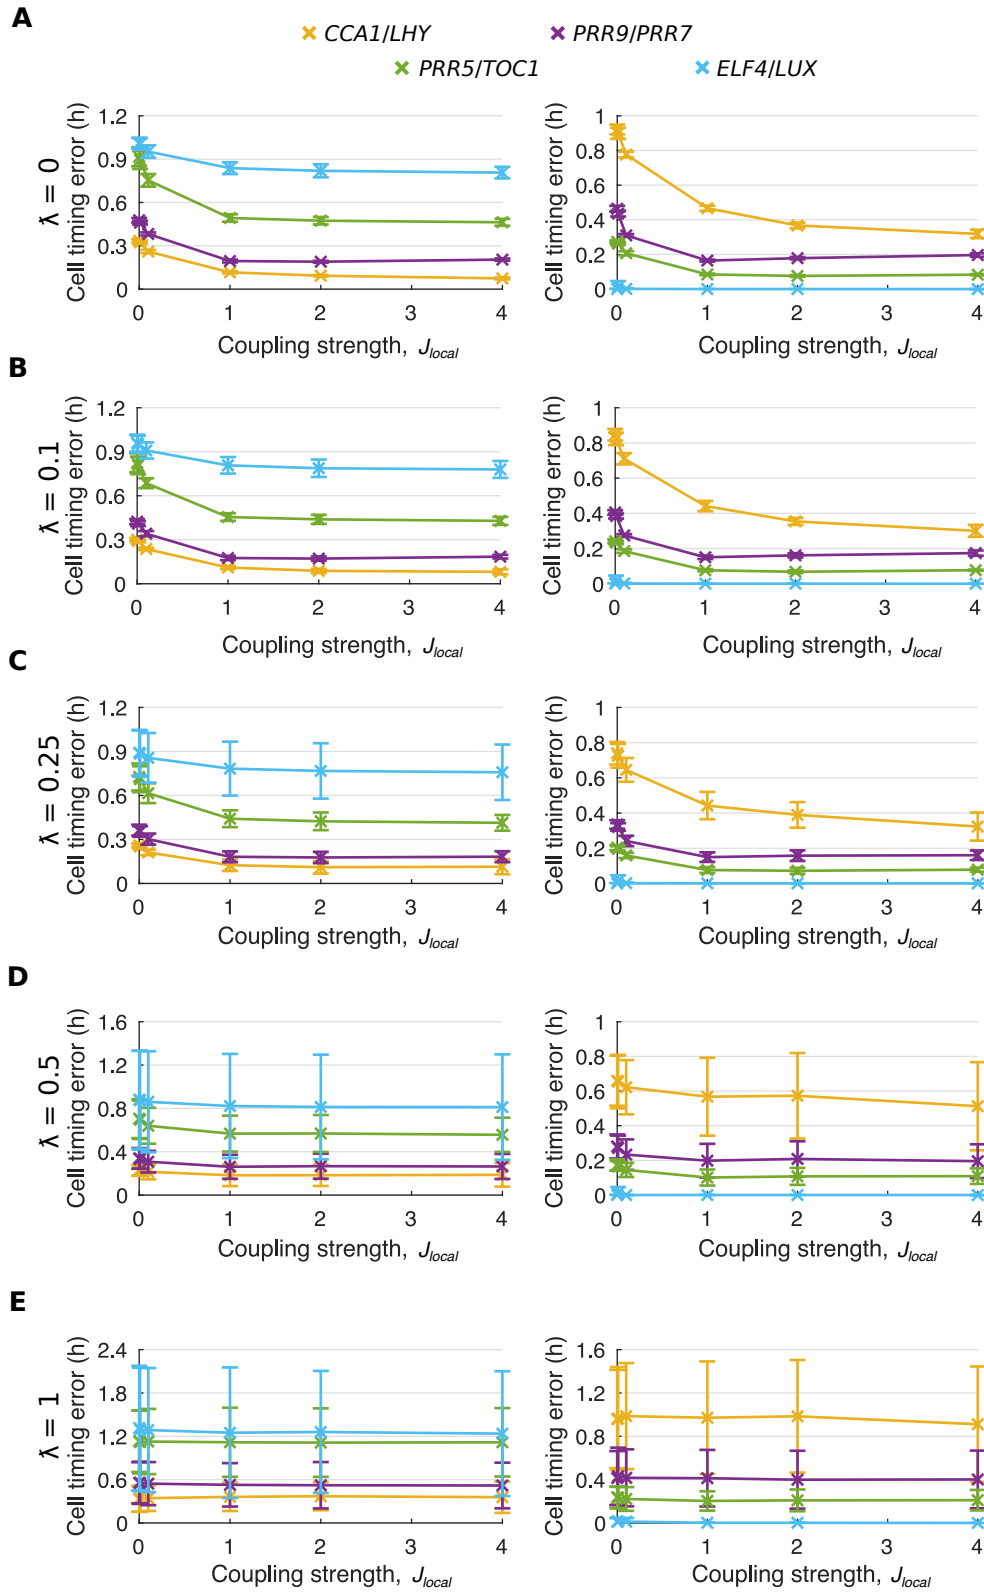 A
CCA1/LHY PRR9/PRR7
PRR5/TOC1 ELF4/LUX
ƛ = 0
Cell timing error (h)
1.2
0.9
0.6
0.3
0
0 1 2 3 4
Coupling strength, Jlocal
Cell timing error (h)
1
0.8
0.6
0.4
0.2
0
0 1 2 3 4
Coupling strength, Jlocal
B
ƛ = 0.1
Cell timing error (h)
1.2
0.9
0.6
0.3
0
0 1 2 3 4
Coupling strength, Jlocal
Cell timing error (h)
1
0.8
0.6
0.4
0.2
0
0 1 2 3 4
Coupling strength, Jlocal
C
ƛ = 0.25
Cell timing error (h)
1.2
0.9
0.6
0.3
0
0 1 2 3 4
Coupling strength, Jlocal
Cell timing error (h)
1
0.8
0.6
0.4
0.2
0
0 1 2 3 4
Coupling strength, Jlocal
D
ƛ = 0.5
Cell timing error (h)
1.6
1.2
0.8
0.4
0
0 1 2 3 4
Coupling strength, Jlocal
Cell timing error (h)
1
0.8
0.6
0.4
0.2
0
0 1 2 3 4
Coupling strength, Jlocal
E
ƛ = 1
Cell timing error (h)
2.4
1.8
1.2
0.6
0
0 1 2 3 4
Coupling strength, Jlocal
Cell timing error (h)
1.6
1.2
0.8
0.4
0
0 1 2 3 4
Coupling strength, Jlocal